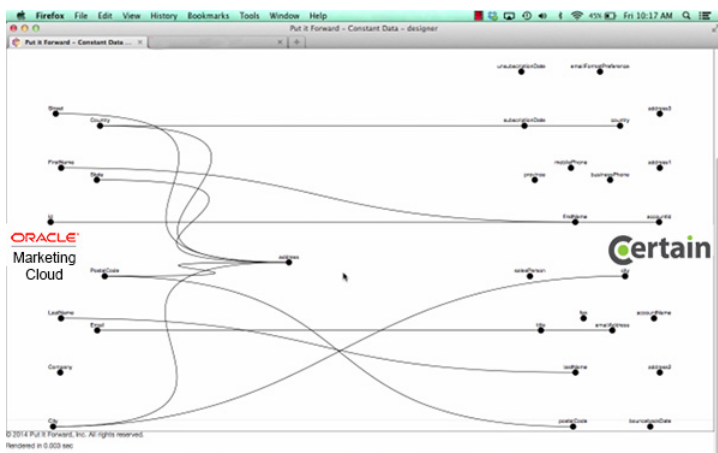 Firefox File Edit View History Bookmarks Tools Window Help 45% Fri 10:17 AM
Put it Forward – Constant Data – designer
Put it Forward – Constant Data ...
unsubscriptionDate emailFormatPreference
Street address3
Country subscriptionDate country
FirstName mobilePhone address1
State province businessPhone
Id firstName accountId
ORACLE
Marketing
Cloud
Certain
address
PostalCode salesPerson city
LastName fax accountName
Email title emailAddress
Company lastName address2
City postalCode bouncebackDate
© 2014 Put it Forward, Inc. All rights reserved.
Rendered in 0.003 sec